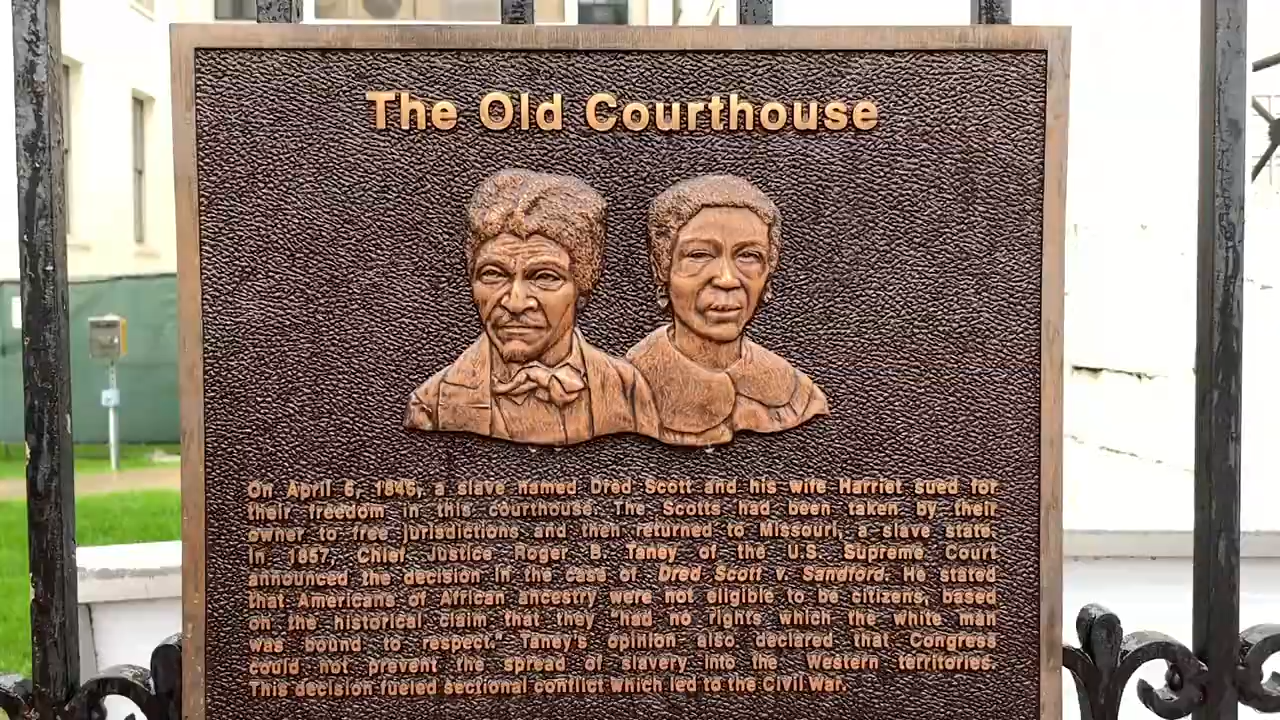 The Old Courthouse
On April 6, 1846, a slave named Dred Scott and his wife Harriet sued for
their freedom in this courthouse. The Scotts had been taken by their
owner to free jurisdictions and then returned to Missouri, a slave state.
In 1857, Chief Justice Roger B. Taney of the U.S. Supreme Court
announced the decision in the case of Dred Scott v. Sandford. He stated
that Americans of African ancestry were not eligible to be citizens, based
on the historical claim that they "had no rights which the white man
was bound to respect." Taney's opinion also declared that Congress
could not prevent the spread of slavery into the Western territories.
This decision fueled sectional conflict which led to the Civil War.